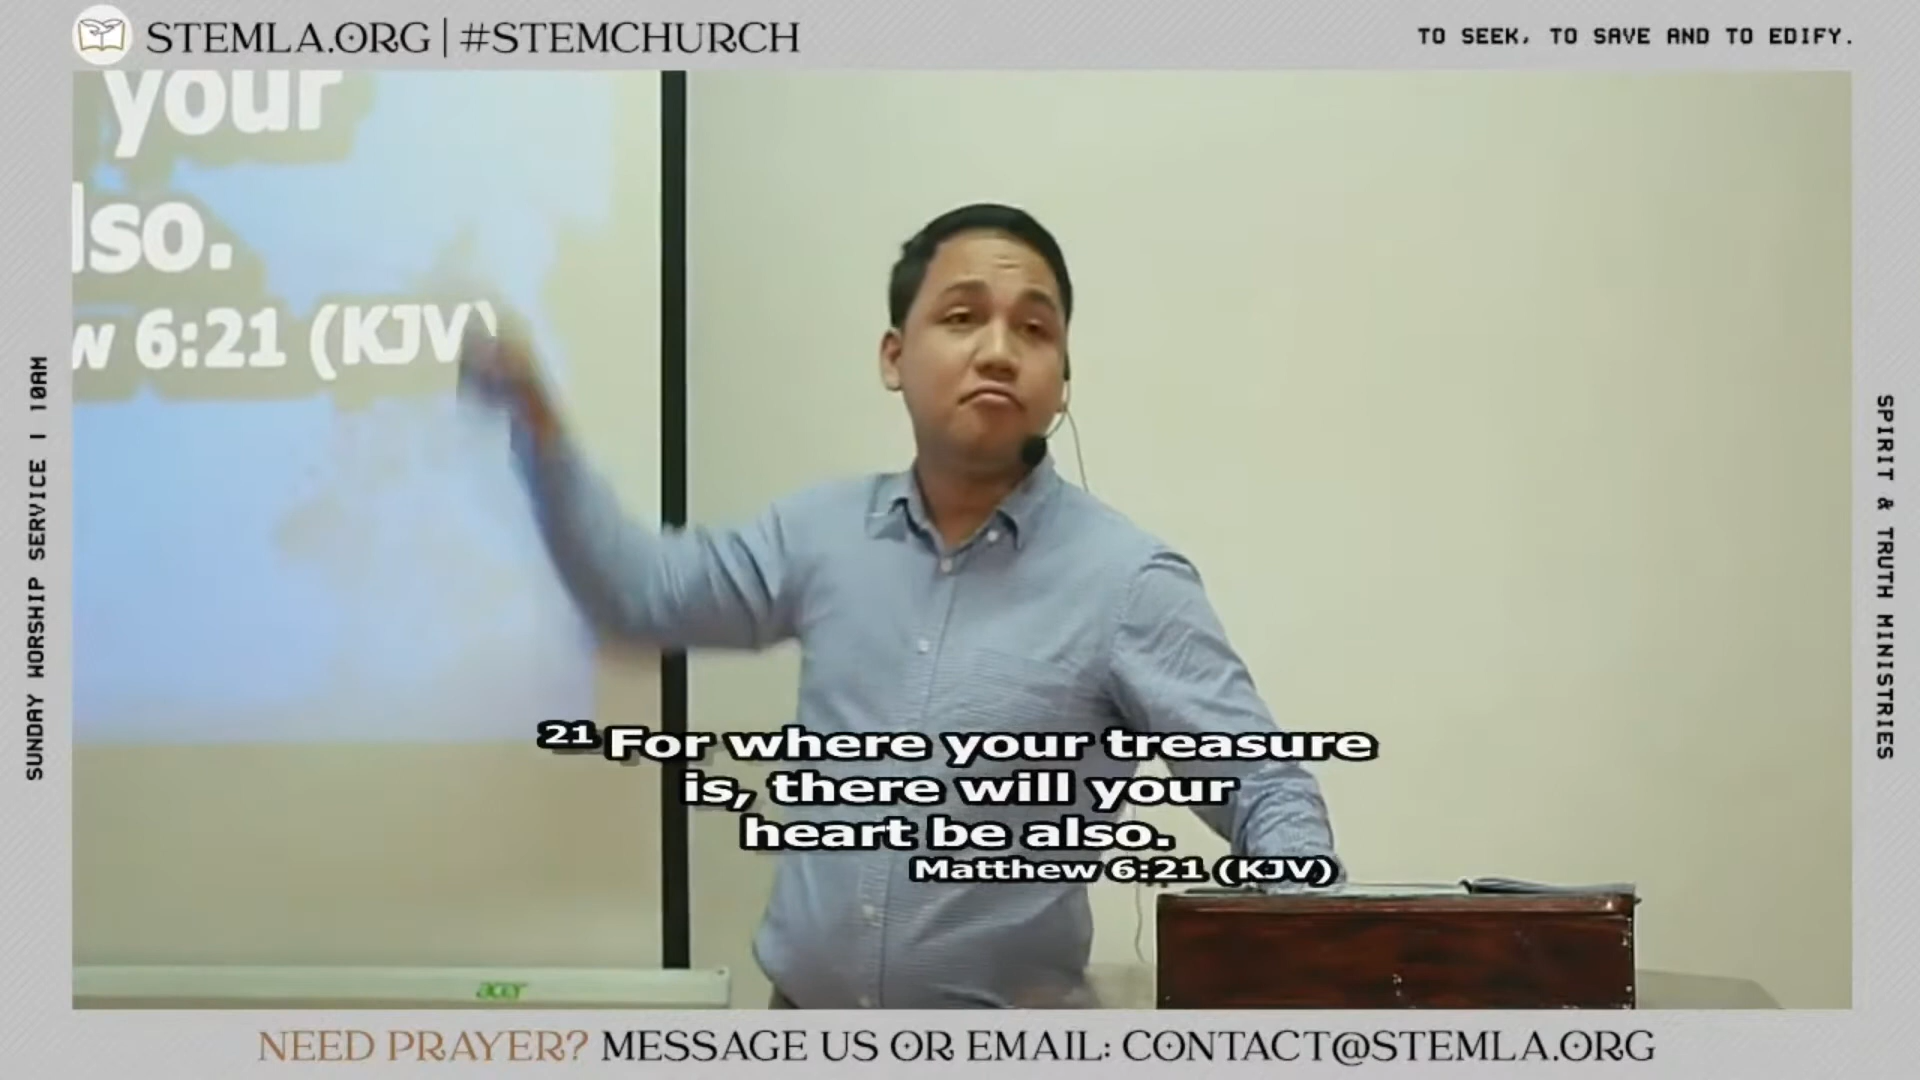 STEMLA.ORG | #STEMCHURCH
TO SEEK, TO SAVE AND TO EDIFY.
your
lso.
w 6:21 (KJV)
SUNDAY WORSHIP SERVICE | 10AM
SPIRIT & TRUTH MINISTRIES
21 For where your treasure
is, there will your
heart be also.
Matthew 6:21 (KJV)
acer
NEED PRAYER? MESSAGE US OR EMAIL: CONTACT@STEMLA.ORG